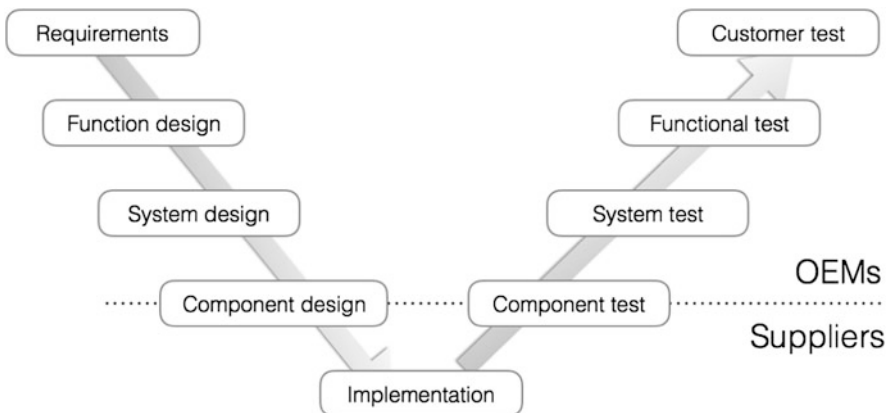 Requirements
Customer test
Function design
Functional test
System design
System test
OEMs
Component design
Component test
Suppliers
Implementation